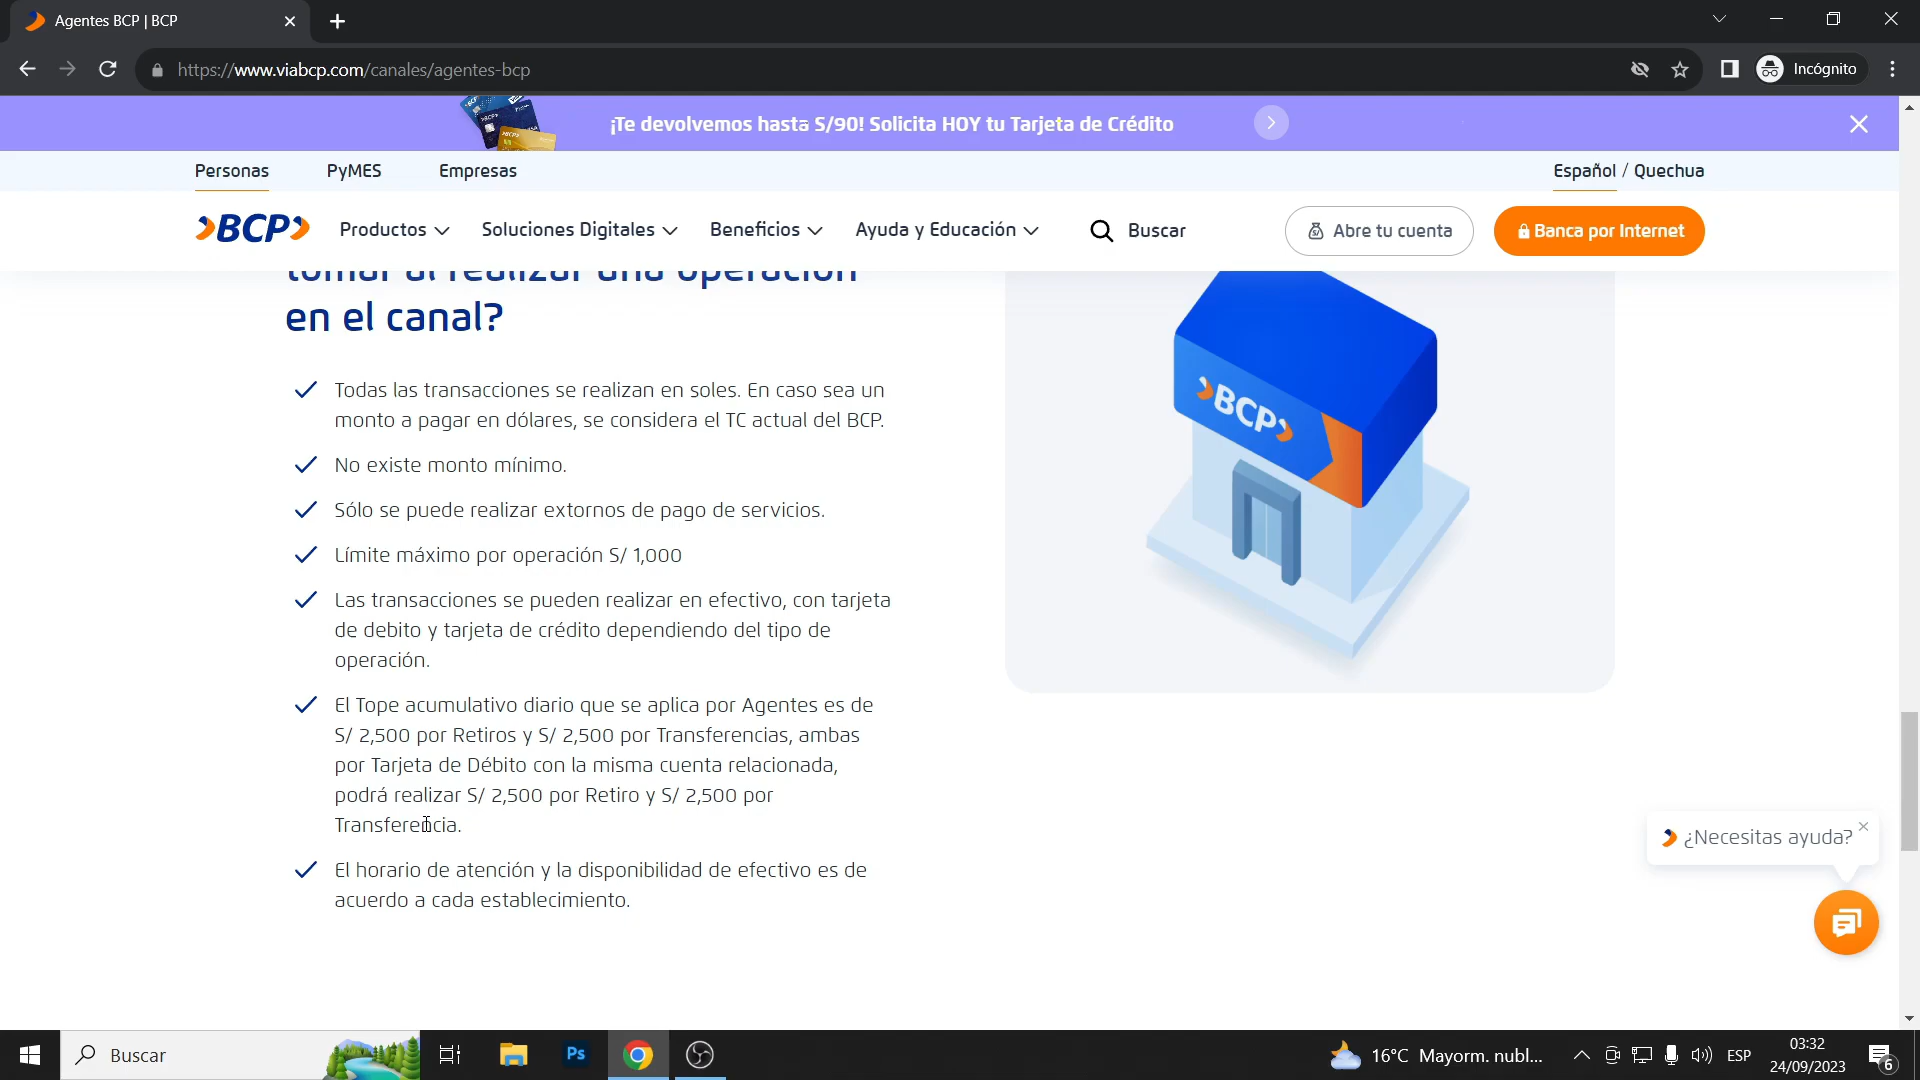 Agentes BCP | BCP
https://www.viabcp.com/canales/agentes-bcp
Incógnito
¡Te devolvemos hasta S/90! Solicita HOY tu Tarjeta de Crédito
Personas
PyMES
Empresas
Español / Quechua
BCP
Productos
Soluciones Digitales
Beneficios
Ayuda y Educación
Buscar
Abre tu cuenta
Banca por Internet
tomar al realizar una operación
en el canal?
Todas las transacciones se realizan en soles. En caso sea un
monto a pagar en dólares, se considera el TC actual del BCP.
No existe monto mínimo.
Sólo se puede realizar extornos de pago de servicios.
Límite máximo por operación S/ 1,000
Las transacciones se pueden realizar en efectivo, con tarjeta
de debito y tarjeta de crédito dependiendo del tipo de
operación.
El Tope acumulativo diario que se aplica por Agentes es de
S/ 2,500 por Retiros y S/ 2,500 por Transferencias, ambas
por Tarjeta de Débito con la misma cuenta relacionada,
podrá realizar S/ 2,500 por Retiro y S/ 2,500 por
Transferencia.
El horario de atención y la disponibilidad de efectivo es de
acuerdo a cada establecimiento.
BCP
¿Necesitas ayuda?
Buscar
Ps
16°C Mayorm. nubl...
ESP
03:32
24/09/2023
6